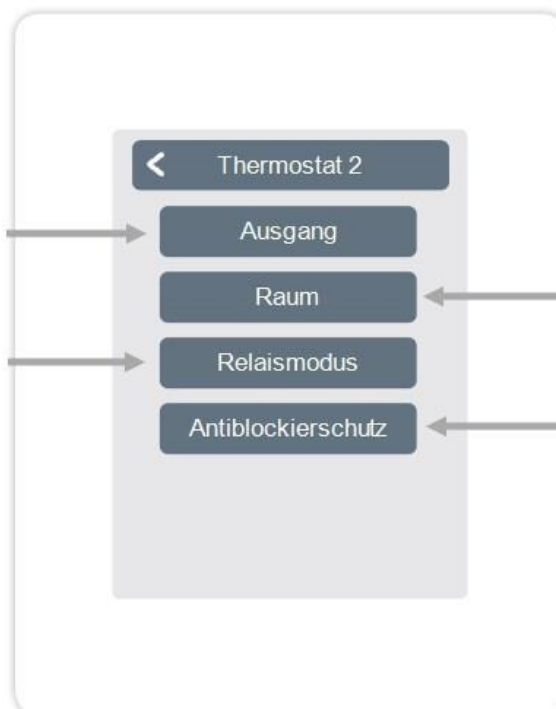 Thermostat 2
Ausgang
Raum
Relaismodus
Antiblockierschutz